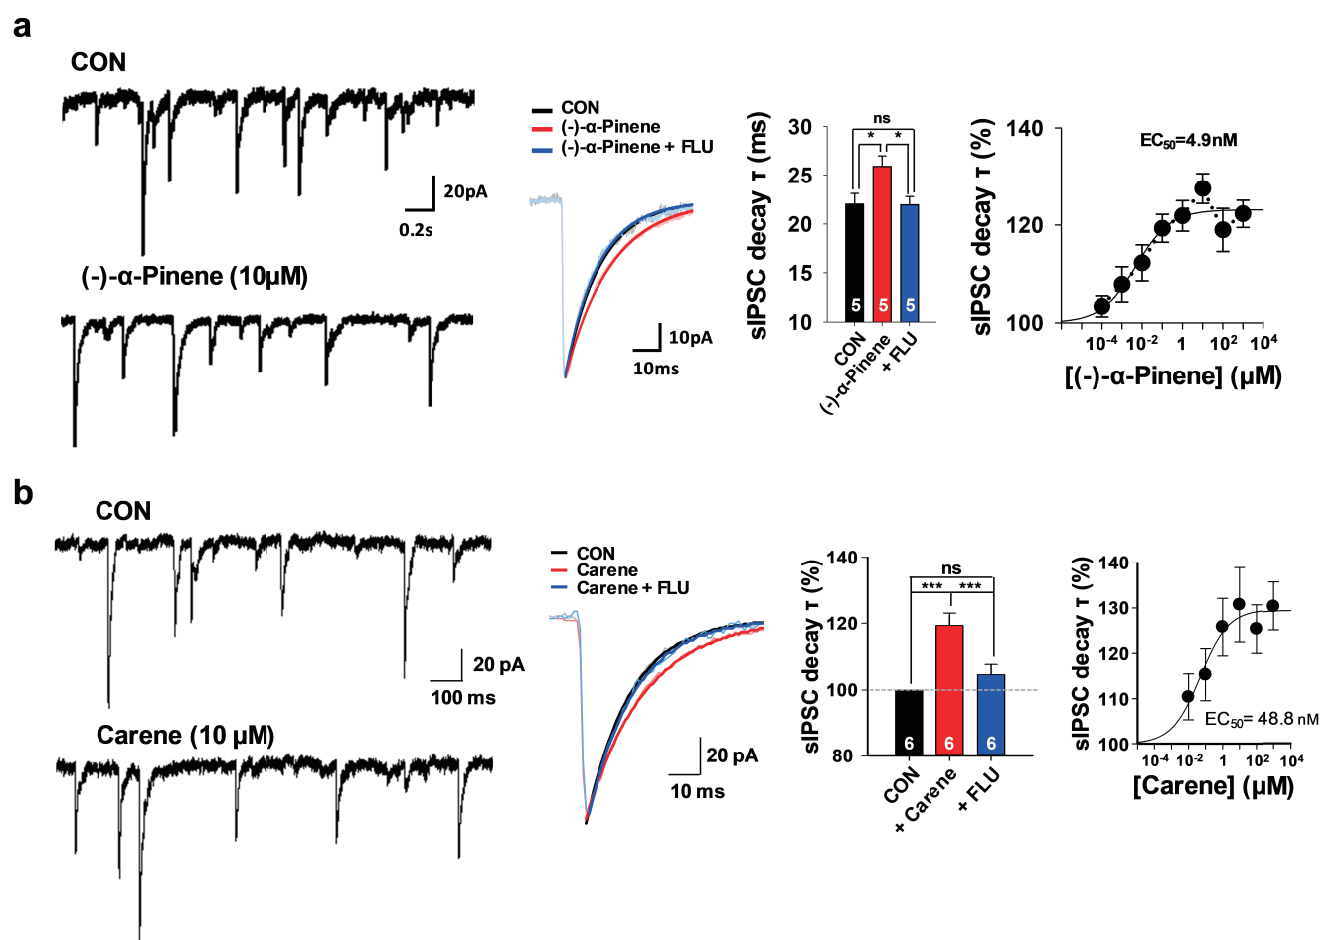 a
CON
20pA
0.2s
(-)-α-Pinene (10µM)
CON
(-)-α-Pinene
(-)-α-Pinene + FLU
10pA
10ms
sIPSC decay τ (ms)
30
25
20
15
10
ns
* *
5 5 5
CON
(-)-α-Pinene
+ FLU
sIPSC decay τ (%)
140
120
100
EC50=4.9nM
10-4 10-2 1 102 104
[(-)-α-Pinene] (µM)
b
CON
20 pA
100 ms
Carene (10 µM)
CON
Carene
Carene + FLU
20 pA
10 ms
sIPSC decay τ (%)
140
120
100
80
ns
*** ***
6 6 6
CON
+ Carene
+ FLU
sIPSC decay τ (%)
140
130
120
110
100
EC50= 48.8 nM
10-4 10-2 1 102 104
[Carene] (µM)